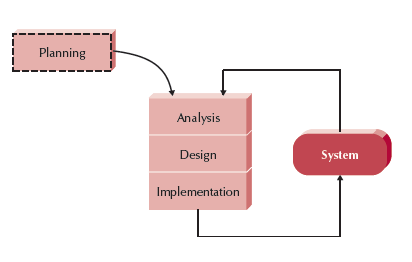 Planning
Analysis
Design
System
Implementation